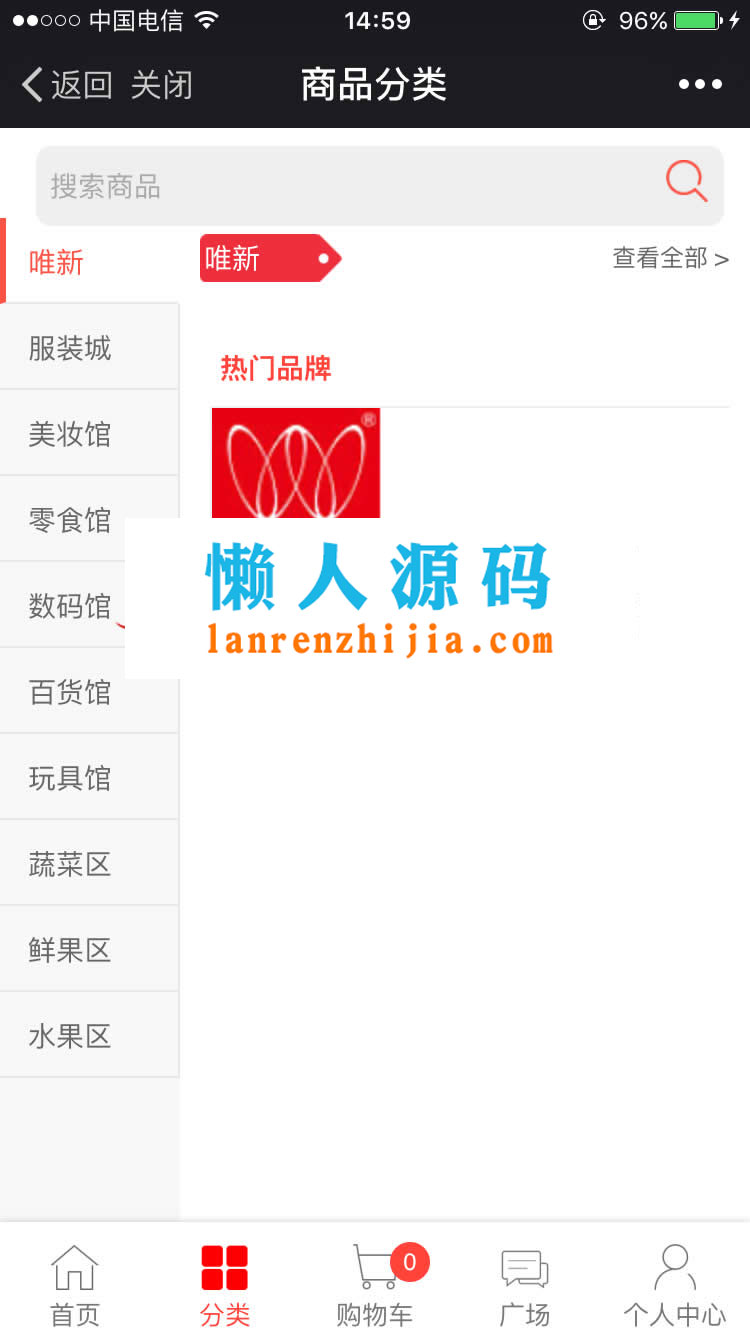 中国电信 14:59 96%
返回 关闭 商品分类
搜索商品
唯新
唯新 查看全部 >
服装城
热门品牌
美妆馆
®
零食馆
数码馆
懒人源码
lanrenzhijia.com
百货馆
玩具馆
蔬菜区
鲜果区
水果区
0
首页 分类 购物车 广场 个人中心